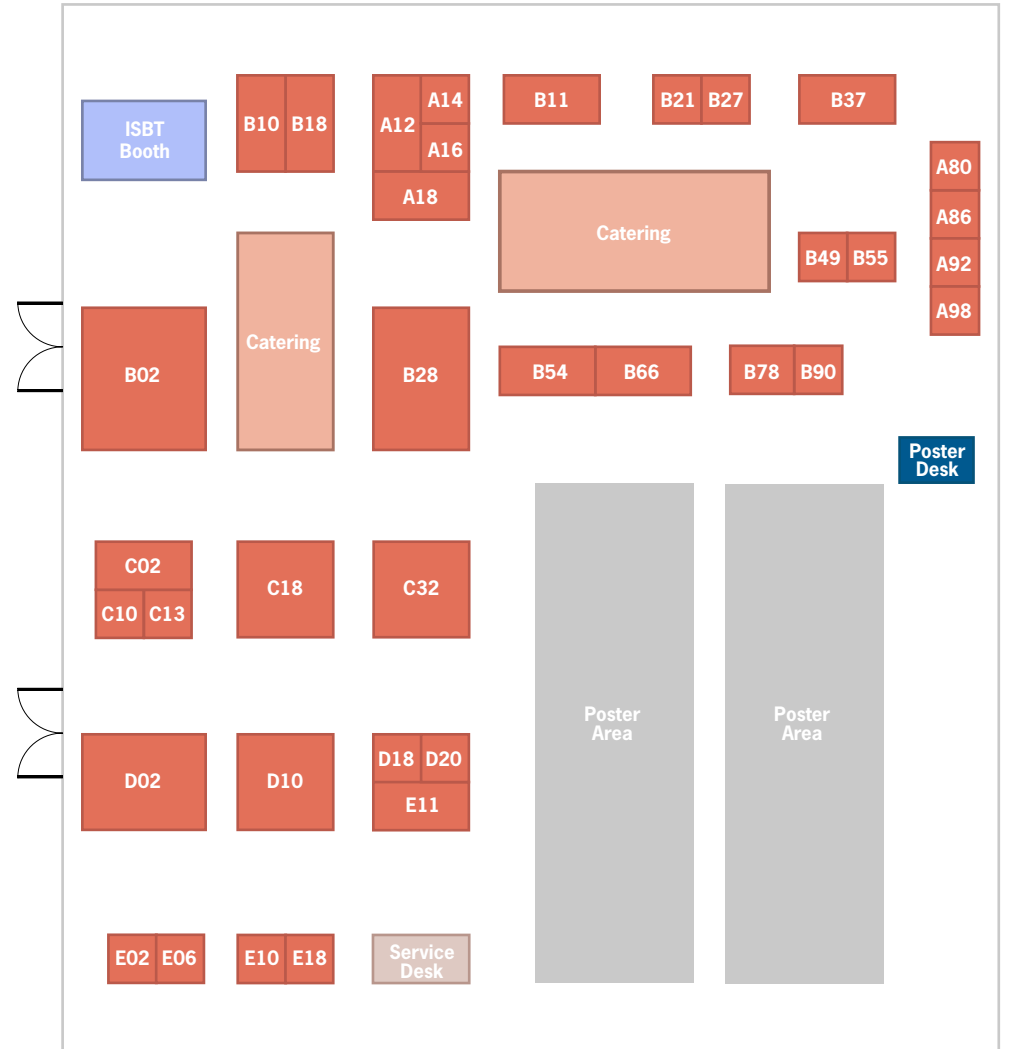 ISBT
Booth
B10 B18
A12
A14
A16
A18
B11
B21 B27
B37
A80
A86
A92
A98
Catering
B49 B55
Catering
B02
B28
B54 B66
B78 B90
Poster
Desk
C02
C10 C13
C18
C32
Poster
Area
Poster
Area
D02
D10
D18 D20
E11
E02 E06
E10 E18
Service
Desk